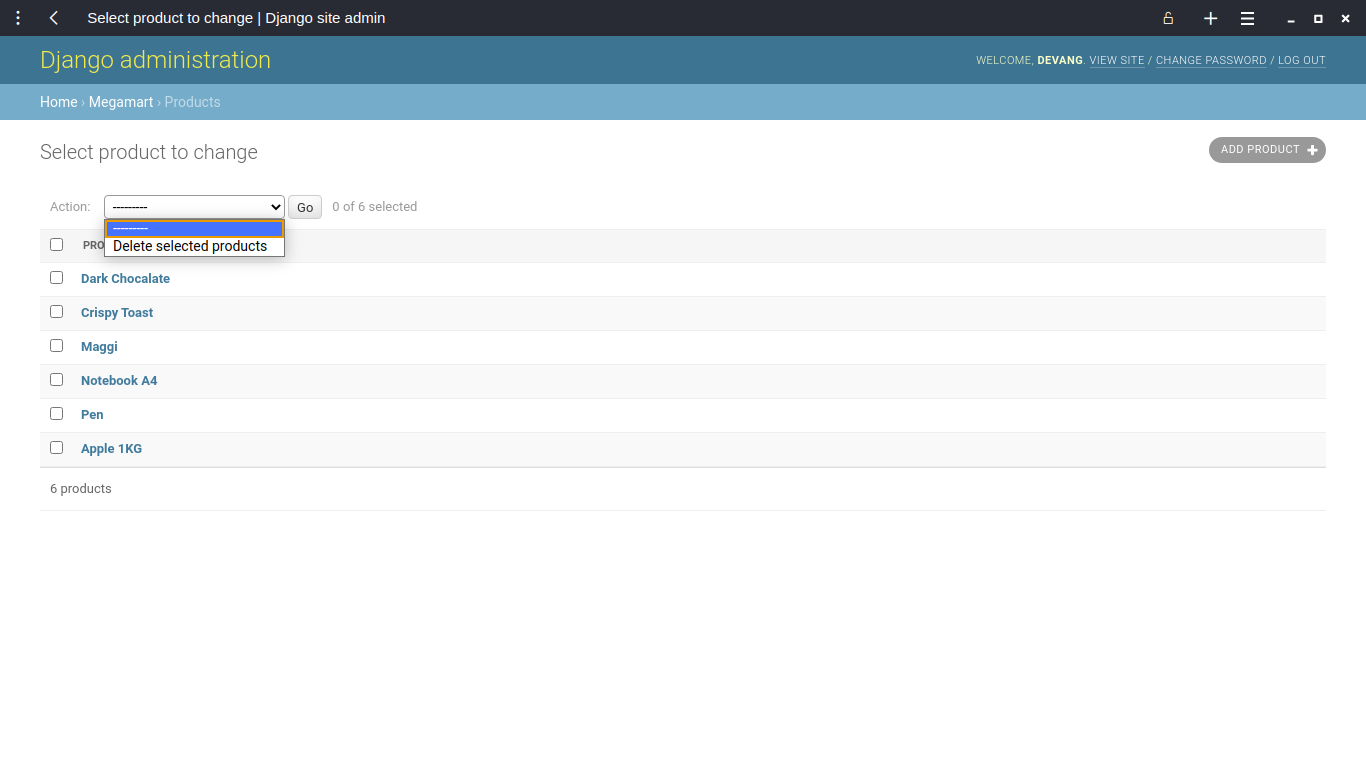 Select product to change | Django site admin
Django administration
WELCOME, DEVANG. VIEW SITE / CHANGE PASSWORD / LOG OUT
Home › Megamart › Products
Select product to change
ADD PRODUCT
Action: --------- Go 0 of 6 selected
---------
Delete selected products
Dark Chocalate
Crispy Toast
Maggi
Notebook A4
Pen
Apple 1KG
6 products